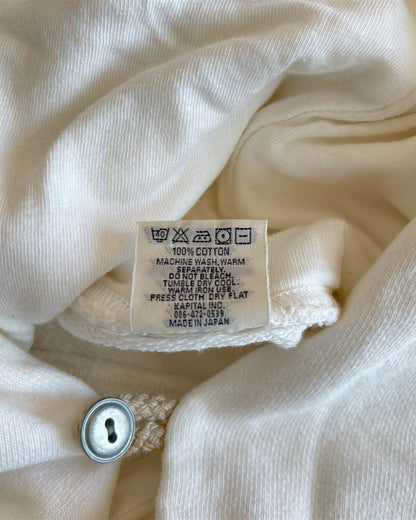 40
100% COTTON
MACHINE WASH, WARM
SEPARATELY.
DO NOT BLEACH.
TUMBLE DRY COOL.
WARM IRON USE
PRESS CLOTH DRY FLAT
KAPITAL INC.
086-472-0539
MADE IN JAPAN